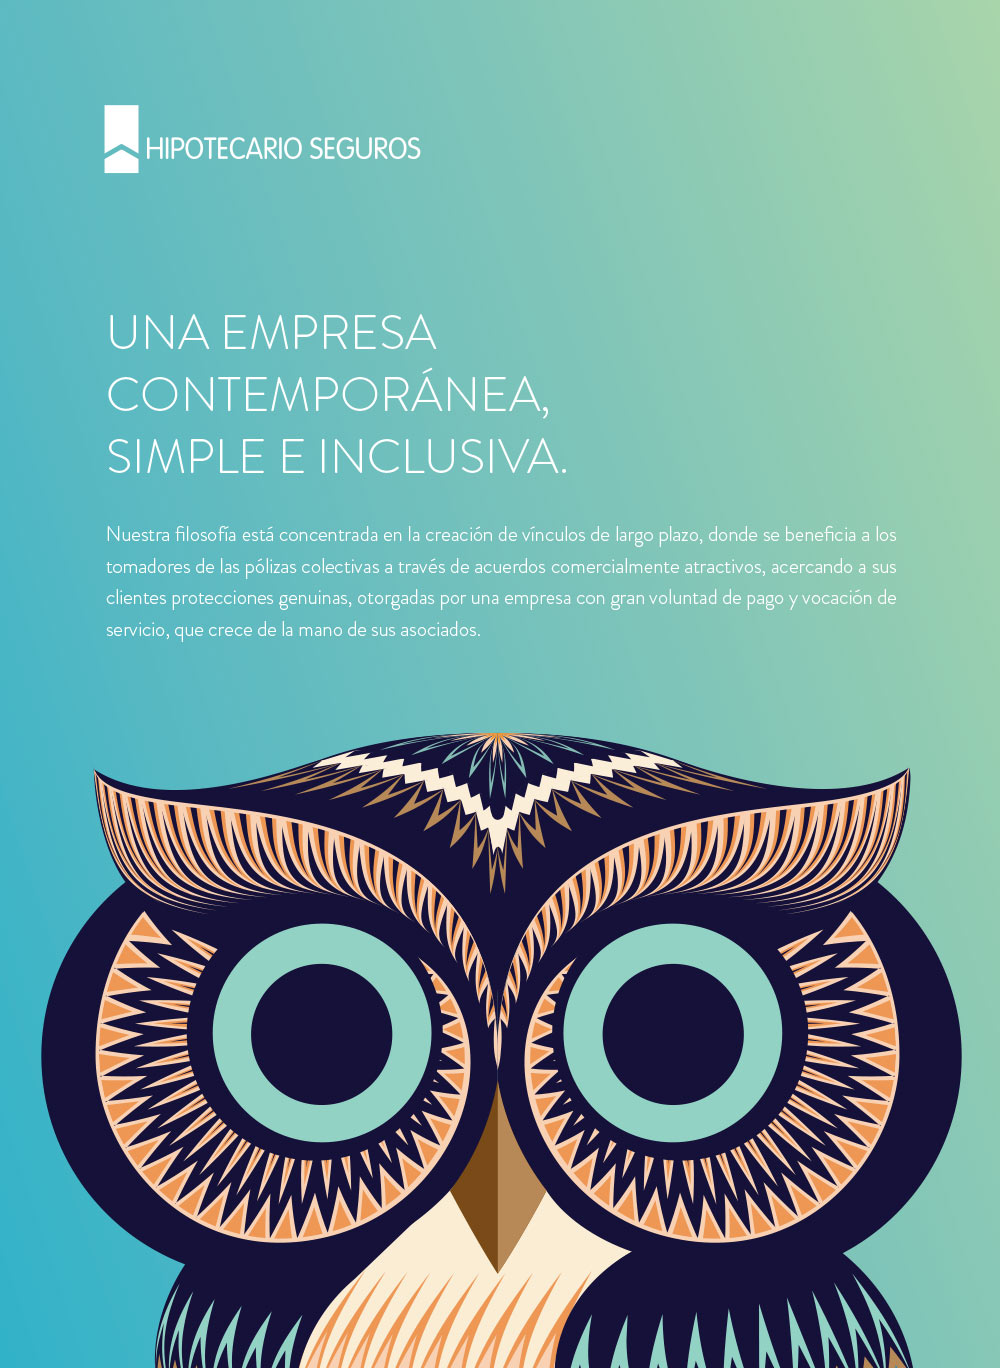 HIPOTECARIO SEGUROS
UNA EMPRESA
CONTEMPORÁNEA,
SIMPLE E INCLUSIVA.
Nuestra filosofía está concentrada en la creación de vínculos de largo plazo, donde se beneficia a los
tomadores de las pólizas colectivas a través de acuerdos comercialmente atractivos, acercando a sus
clientes protecciones genuinas, otorgadas por una empresa con gran voluntad de pago y vocación de
servicio, que crece de la mano de sus asociados.